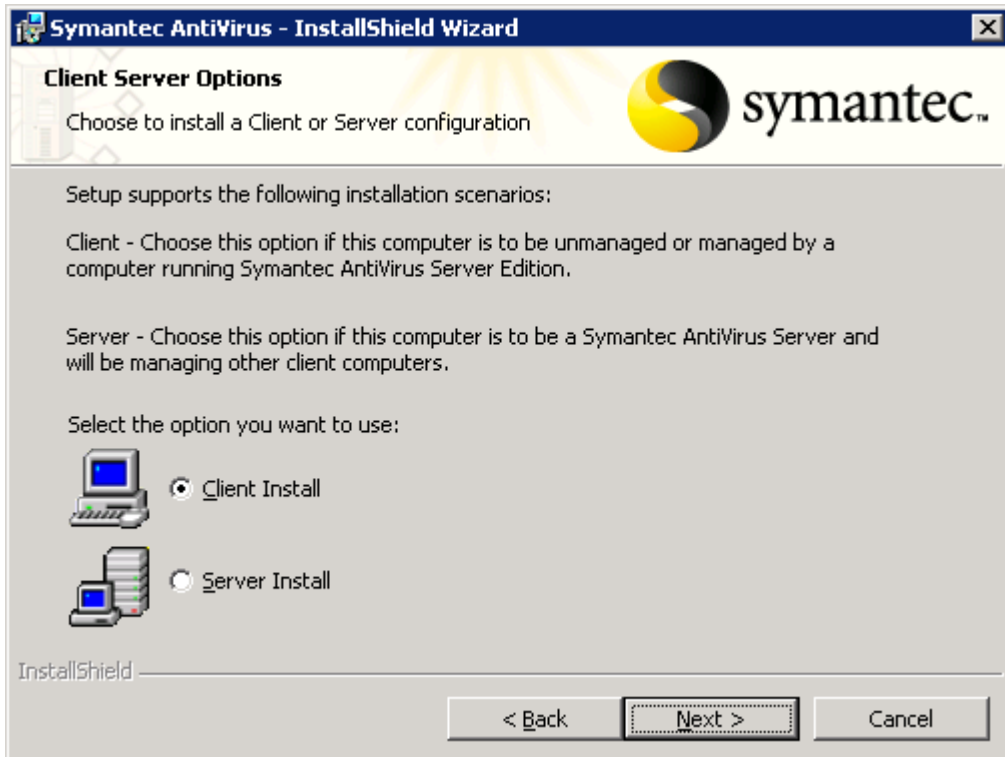 Symantec AntiVirus - InstallShield Wizard
Client Server Options
Choose to install a Client or Server configuration
symantec™
Setup supports the following installation scenarios:
Client - Choose this option if this computer is to be unmanaged or managed by a
computer running Symantec AntiVirus Server Edition.
Server - Choose this option if this computer is to be a Symantec AntiVirus Server and
will be managing other client computers.
Select the option you want to use:
Client Install
Server Install
InstallShield
< Back
Next >
Cancel